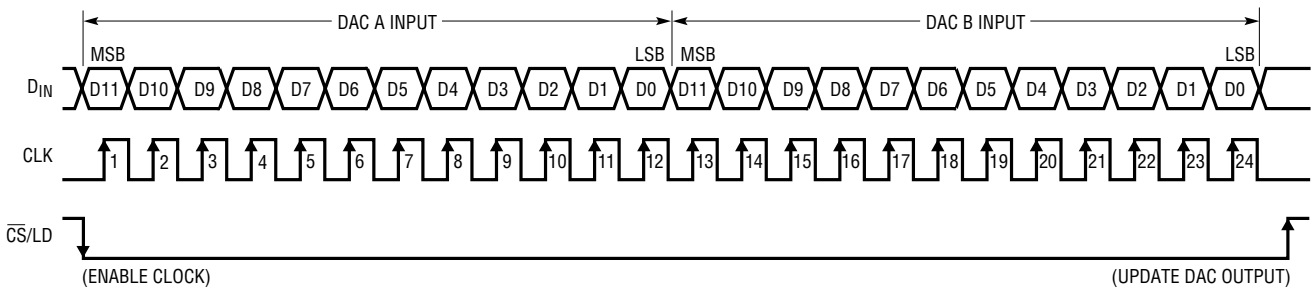 DAC A INPUT DAC B INPUT
MSB LSB MSB LSB
DIN D11 D10 D9 D8 D7 D6 D5 D4 D3 D2 D1 D0 D11 D10 D9 D8 D7 D6 D5 D4 D3 D2 D1 D0
CLK 1 2 3 4 5 6 7 8 9 10 11 12 13 14 15 16 17 18 19 20 21 22 23 24
C̅S̅/LD
(ENABLE CLOCK) (UPDATE DAC OUTPUT)